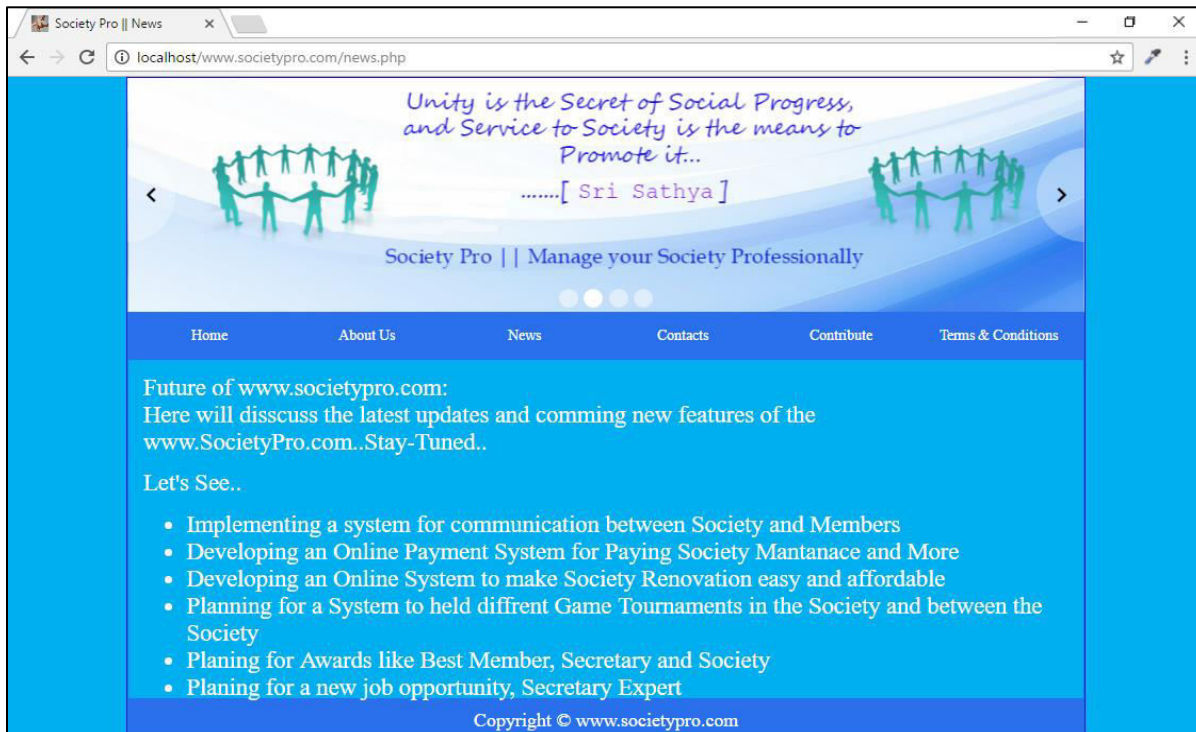 Society Pro || News
localhost/www.societypro.com/news.php
Unity is the Secret of Social Progress,
and Service to Society is the means to
Promote it...
.......[ Sri Sathya ]
Society Pro || Manage your Society Professionally
Home About Us News Contacts Contribute Terms & Conditions
Future of www.societypro.com:
Here will disscuss the latest updates and comming new features of the
www.SocietyPro.com..Stay-Tuned..
Let's See..
• Implementing a system for communication between Society and Members
• Developing an Online Payment System for Paying Society Mantanace and More
• Developing an Online System to make Society Renovation easy and affordable
• Planning for a System to held diffrent Game Tournaments in the Society and between the
Society
• Planing for Awards like Best Member, Secretary and Society
• Planing for a new job opportunity, Secretary Expert
Copyright © www.societypro.com